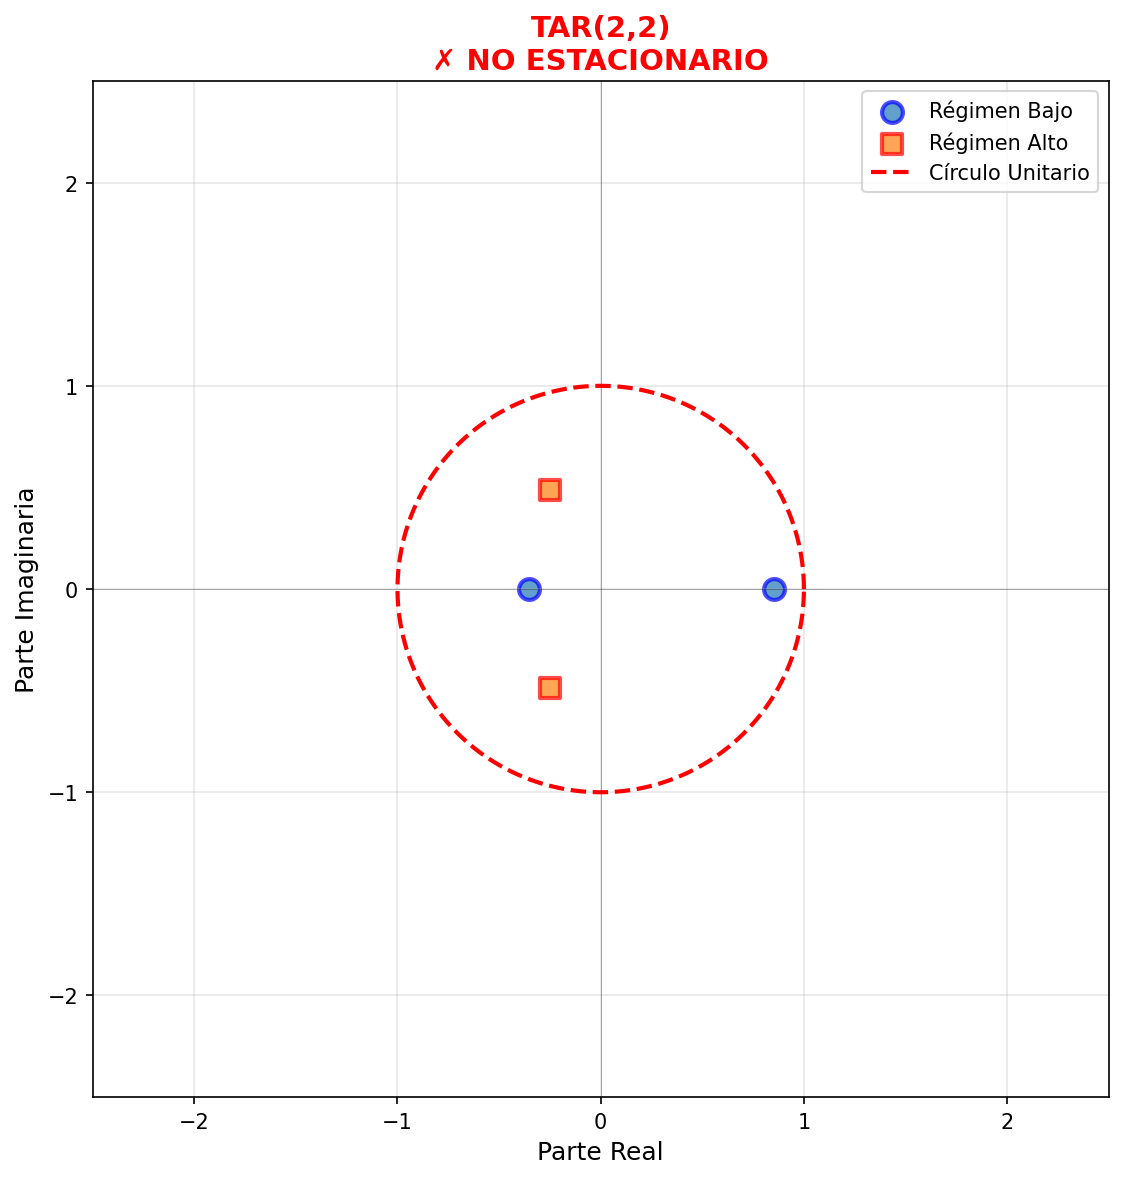 TAR(2,2)
✗ NO ESTACIONARIO
Régimen Bajo
Régimen Alto
Círculo Unitario
2
1
0
−1
−2
Parte Imaginaria
−2
−1
0
1
2
Parte Real